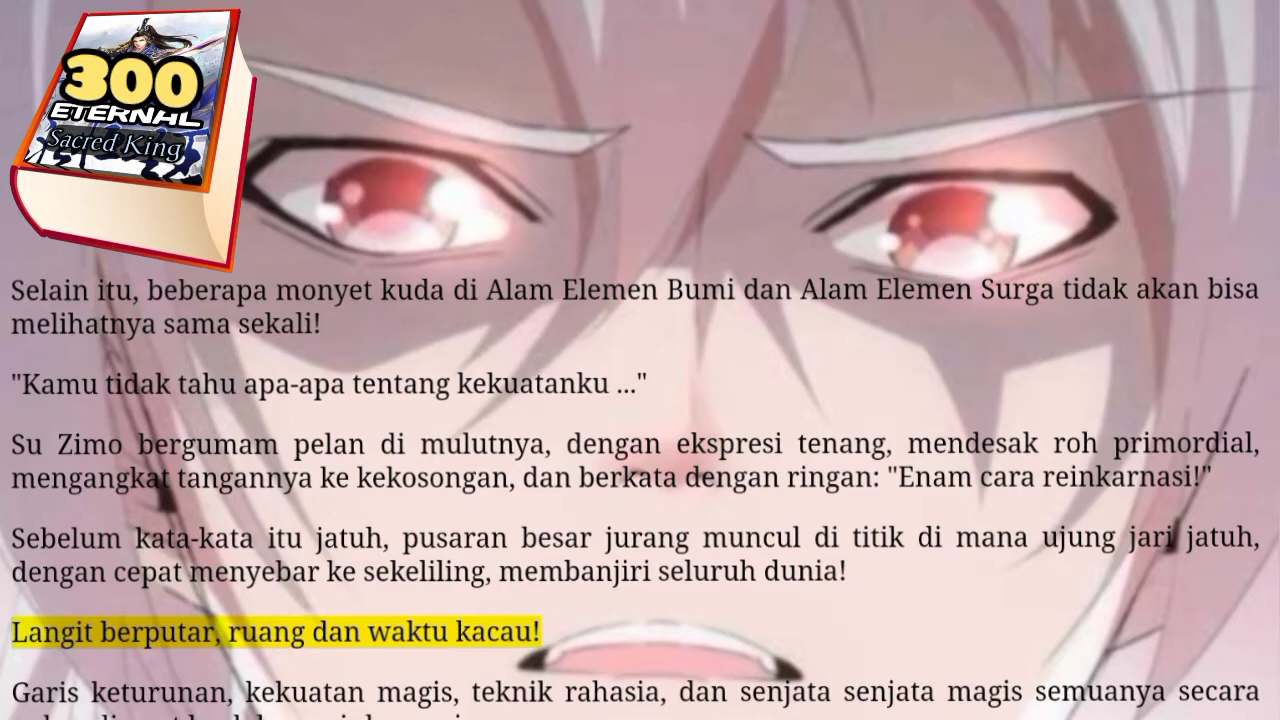 300
ETERNAL
Sacred King
Selain itu, beberapa monyet kuda di Alam Elemen Bumi dan Alam Elemen Surga tidak akan bisa
melihatnya sama sekali!
"Kamu tidak tahu apa-apa tentang kekuatanku ..."
Su Zimo bergumam pelan di mulutnya, dengan ekspresi tenang, mendesak roh primordial,
mengangkat tangannya ke kekosongan, dan berkata dengan ringan: "Enam cara reinkarnasi!"
Sebelum kata-kata itu jatuh, pusaran besar jurang muncul di titik di mana ujung jari jatuh,
dengan cepat menyebar ke sekeliling, membanjiri seluruh dunia!
Langit berputar, ruang dan waktu kacau!
Garis keturunan, kekuatan magis, teknik rahasia, dan senjata senjata magis semuanya secara